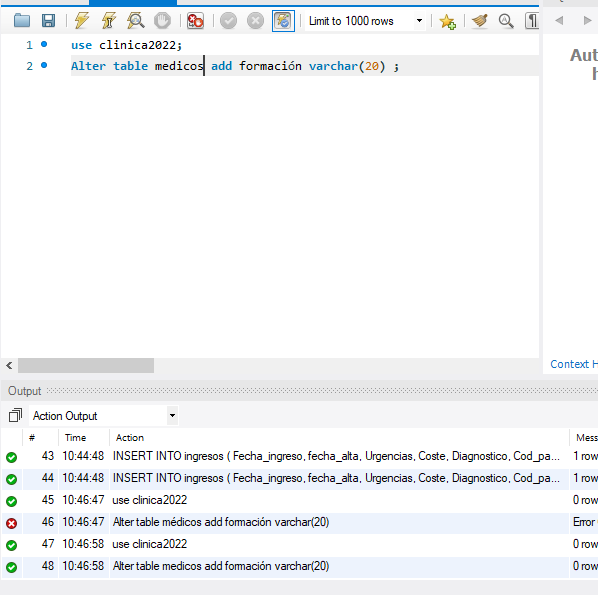 Limit to 1000 rows
1 use clinica2022;
2 Alter table medicos add formación varchar(20) ;
Aut
Context H
Output
Action Output
# Time Action Mess
43 10:44:48 INSERT INTO ingresos ( Fecha_ingreso, fecha_alta, Urgencias, Coste, Diagnostico, Cod_pa... 1 row
44 10:44:48 INSERT INTO ingresos ( Fecha_ingreso, fecha_alta, Urgencias, Coste, Diagnostico, Cod_pa... 1 row
45 10:46:47 use clinica2022 0 row
46 10:46:47 Alter table médicos add formación varchar(20) Error
47 10:46:58 use clinica2022 0 row
48 10:46:58 Alter table medicos add formación varchar(20) 0 row